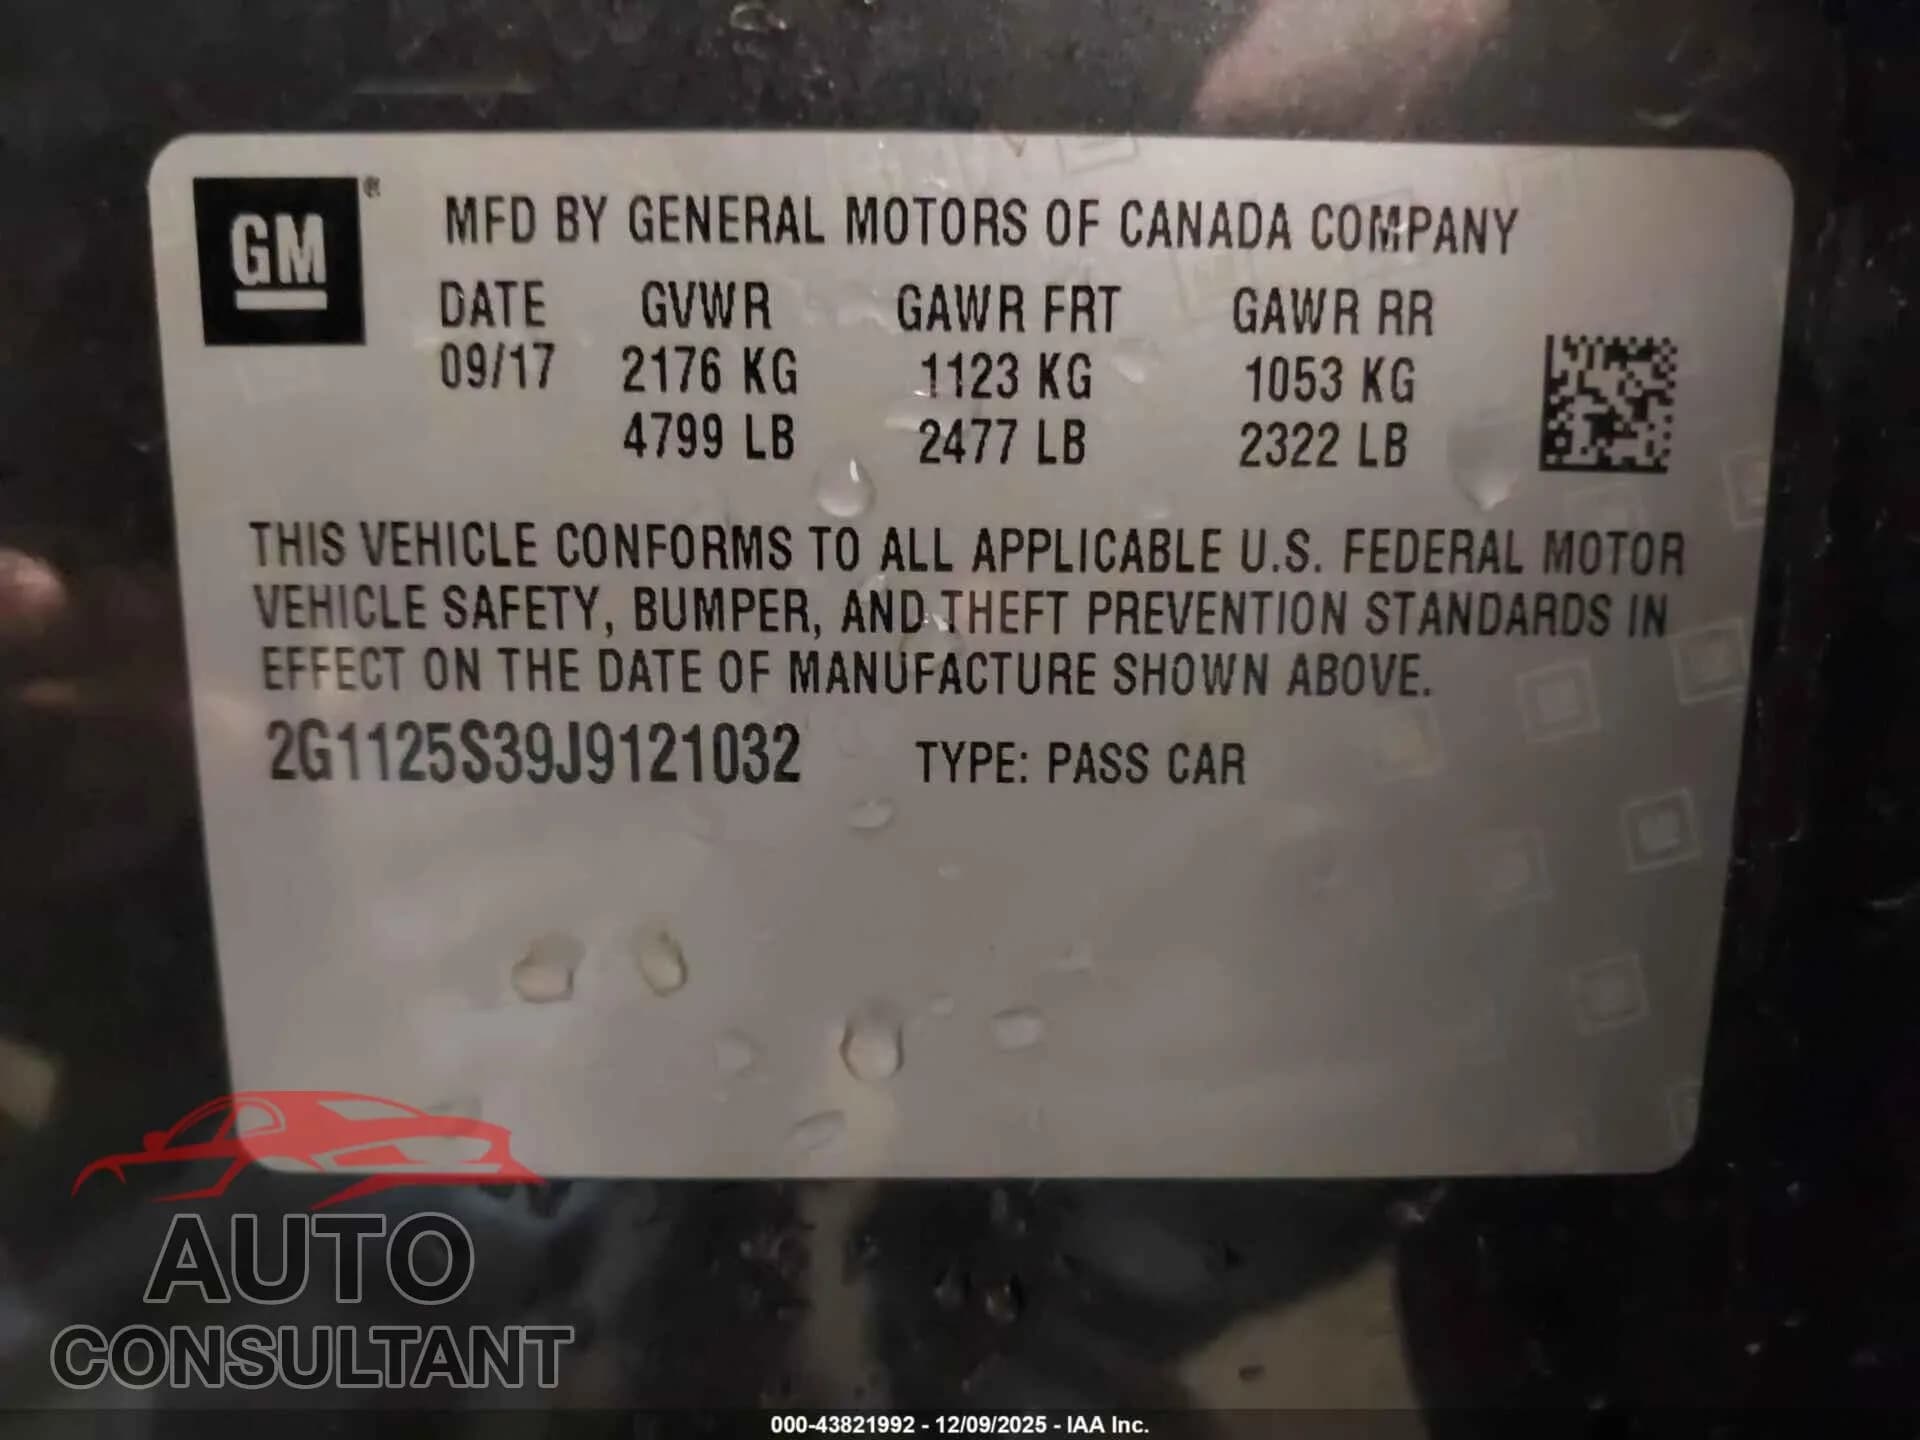 GM ®
MFD BY GENERAL MOTORS OF CANADA COMPANY
DATE GVWR GAWR FRT GAWR RR
09/17 2176 KG 1123 KG 1053 KG
4799 LB 2477 LB 2322 LB
THIS VEHICLE CONFORMS TO ALL APPLICABLE U.S. FEDERAL MOTOR
VEHICLE SAFETY, BUMPER, AND THEFT PREVENTION STANDARDS IN
EFFECT ON THE DATE OF MANUFACTURE SHOWN ABOVE.
2G1125S39J9121032 TYPE: PASS CAR
AUTO
CONSULTANT
000-43821992 - 12/09/2025 - IAA Inc.